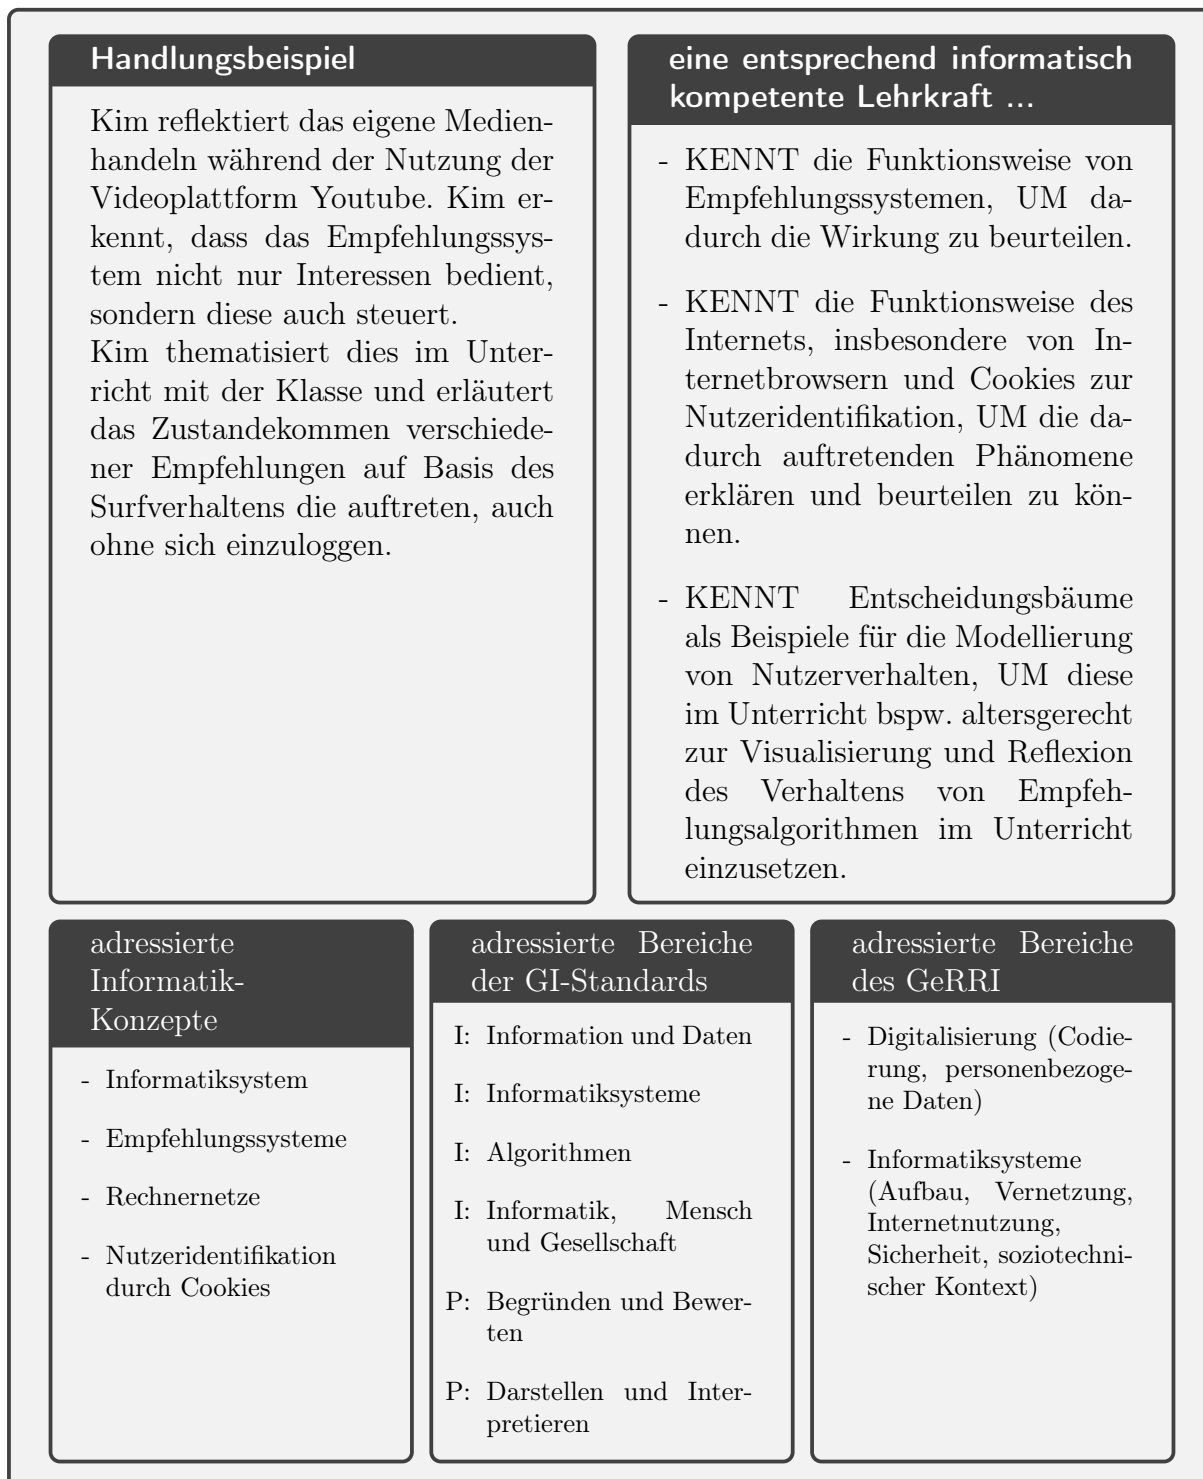 Handlungsbeispiel
Kim reflektiert das eigene Medien-
handeln während der Nutzung der
Videoplattform Youtube. Kim er-
kennt, dass das Empfehlungssys-
tem nicht nur Interessen bedient,
sondern diese auch steuert.
Kim thematisiert dies im Unter-
richt mit der Klasse und erläutert
das Zustandekommen verschiede-
ner Empfehlungen auf Basis des
Surfverhaltens die auftreten, auch
ohne sich einzuloggen.
eine entsprechend informatisch
kompetente Lehrkraft ...
- KENNT die Funktionsweise von
Empfehlungssystemen, UM da-
durch die Wirkung zu beurteilen.
- KENNT die Funktionsweise des
Internets, insbesondere von In-
ternetbrowsern und Cookies zur
Nutzeridentifikation, UM die da-
durch auftretenden Phänomene
erklären und beurteilen zu kön-
nen.
- KENNT Entscheidungsbäume
als Beispiele für die Modellierung
von Nutzerverhalten, UM diese
im Unterricht bspw. altersgerecht
zur Visualisierung und Reflexion
des Verhaltens von Empfeh-
lungsalgorithmen im Unterricht
einzusetzen.
adressierte
Informatik-
Konzepte
- Informatiksystem
- Empfehlungssysteme
- Rechnernetze
- Nutzeridentifikation
durch Cookies
adressierte Bereiche
der GI-Standards
I: Information und Daten
I: Informatiksysteme
I: Algorithmen
I: Informatik, Mensch
und Gesellschaft
P: Begründen und Bewer-
ten
P: Darstellen und Inter-
pretieren
adressierte Bereiche
des GeRRI
- Digitalisierung (Codie-
rung, personenbezoge-
ne Daten)
- Informatiksysteme
(Aufbau, Vernetzung,
Internetnutzung,
Sicherheit, soziotechni-
scher Kontext)